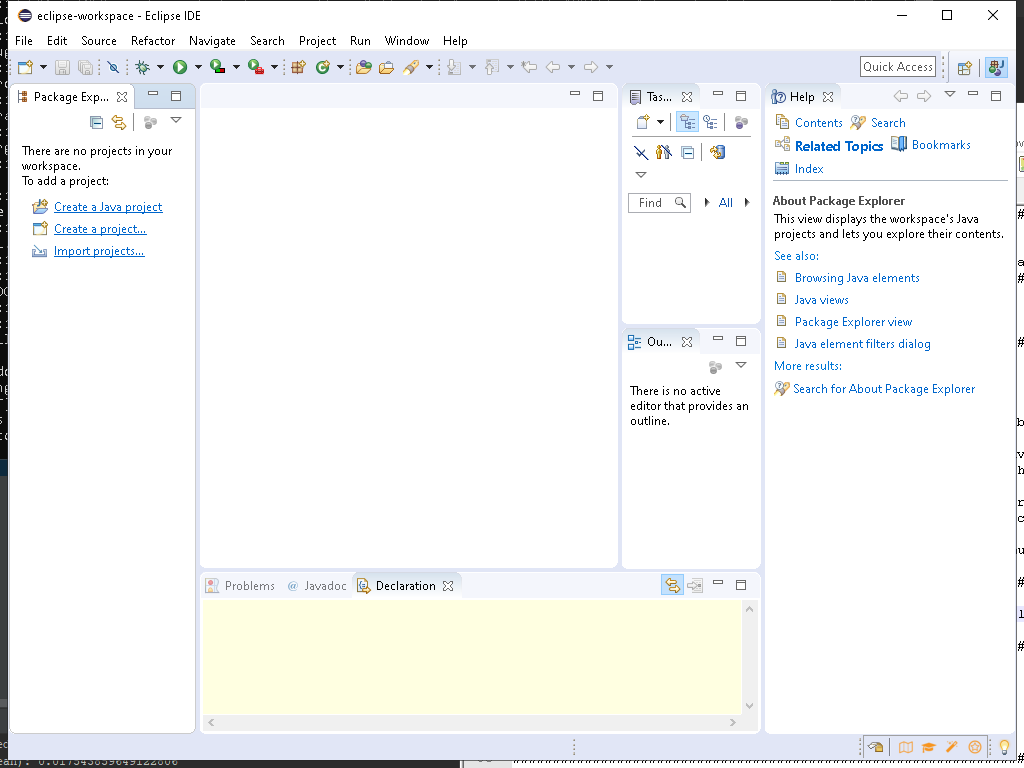 eclipse-workspace - Eclipse IDE
File Edit Source Refactor Navigate Search Project Run Window Help
Quick Access
Package Exp...
There are no projects in your
workspace.
To add a project:
Create a Java project
Create a project...
Import projects...
Tas...
Find
All
Ou...
There is no active
editor that provides an
outline.
Help
Contents Search
Related Topics Bookmarks
Index
About Package Explorer
This view displays the workspace's Java
projects and lets you explore their contents.
See also:
Browsing Java elements
Java views
Package Explorer view
Java element filters dialog
More results:
Search for About Package Explorer
Problems @ Javadoc Declaration